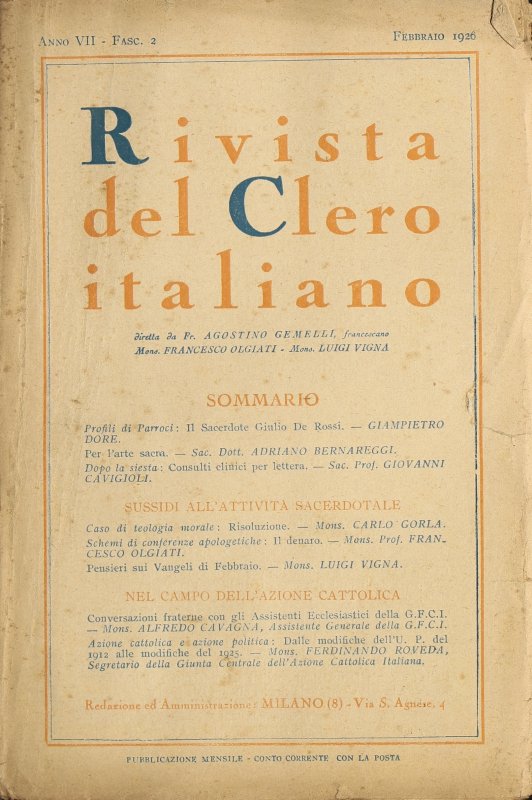 Anno VII - Fasc. 2
Febbraio 1926
Rivista
del Clero
italiano
diretta da Fr. AGOSTINO GEMELLI, francescano
Mons. FRANCESCO OLGIATI - Mons. LUIGI VIGNA
SOMMARIO
Profili di Parroci: Il Sacerdote Giulio De Rossi. — GIAMPIETRO
DORE.
Per l'arte sacra. — Sac. Dott. ADRIANO BERNAREGGI.
Dopo la siesta: Consulti clinici per lettera. — Sac. Prof. GIOVANNI
CAVIGIOLI.
SUSSIDI ALL'ATTIVITÀ SACERDOTALE
Caso di teologia morale: Risoluzione. — Mons. CARLO GORLA.
Schemi di conferenze apologetiche: Il denaro. — Mons. Prof. FRAN-
CESCO OLGIATI.
Pensieri sui Vangeli di Febbraio. — Mons. LUIGI VIGNA.
NEL CAMPO DELL'AZIONE CATTOLICA
Conversazioni fraterne con gli Assistenti Ecclesiastici della G.F.C.I.
— Mons. ALFREDO CAVAGNA, Assistente Generale della G.F.C.I.
Azione cattolica e azione politica: Dalle modifiche dell'U. P. del
1912 alle modifiche del 1925. — Mons. FERDINANDO ROVEDA,
Segretario della Giunta Centrale dell'Azione Cattolica Italiana.
Redazione ed Amministrazione: MILANO (8) - Via S. Agnese, 4
PUBBLICAZIONE MENSILE - CONTO CORRENTE CON LA POSTA